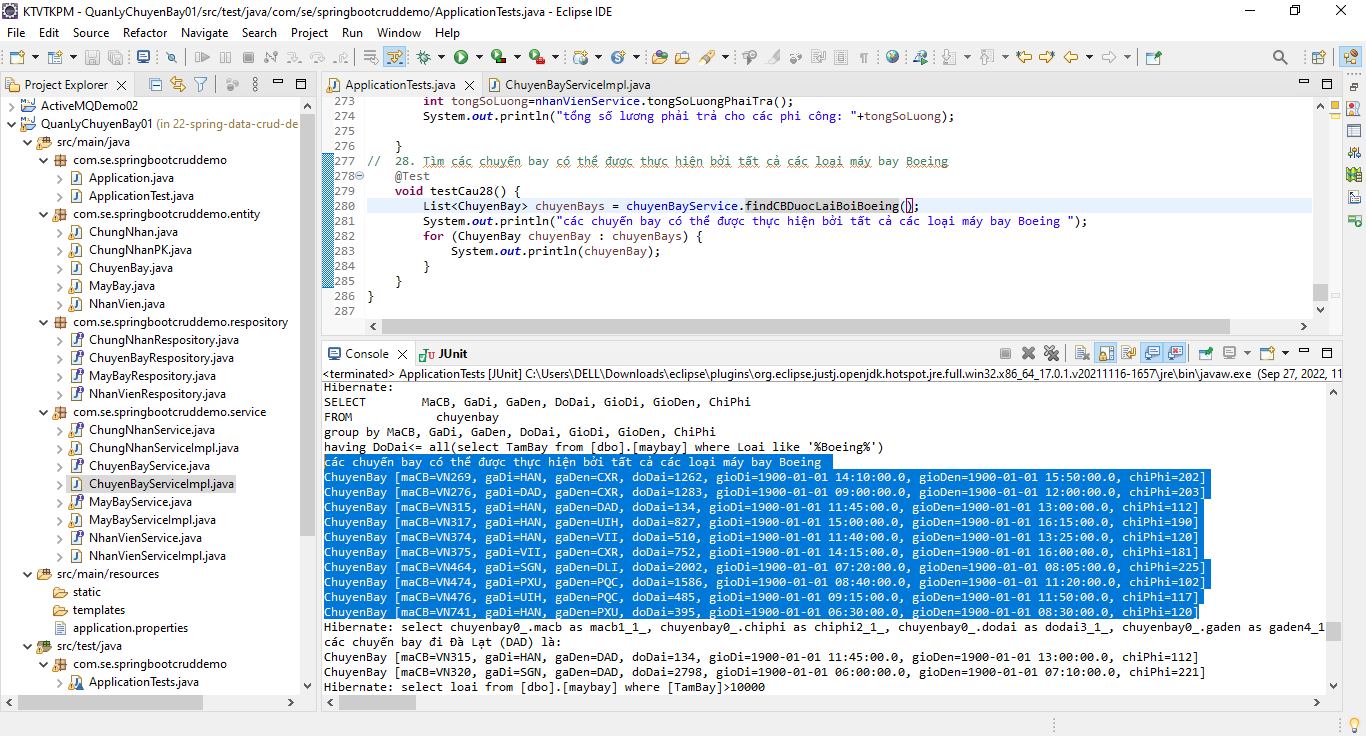 KTVTKPM - QuanLyChuyenBay01/src/test/java/com/se/springbootcruddemo/ApplicationTests.java - Eclipse IDE
File Edit Source Refactor Navigate Search Project Run Window Help
Project Explorer
ActiveMQDemo02
QuanLyChuyenBay01 (in 22-spring-data-crud-de
src/main/java
com.se.springbootcruddemo
Application.java
ApplicationTest.java
com.se.springbootcruddemo.entity
ChungNhan.java
ChungNhanPK.java
ChuyenBay.java
MayBay.java
NhanVien.java
com.se.springbootcruddemo.respository
ChungNhanRespository.java
ChuyenBayRespository.java
MayBayRespository.java
NhanVienRespository.java
com.se.springbootcruddemo.service
ChungNhanService.java
ChungNhanServiceImpl.java
ChuyenBayService.java
ChuyenBayServiceImpl.java
MayBayService.java
MayBayServiceImpl.java
NhanVienService.java
NhanVienServiceImpl.java
src/main/resources
static
templates
application.properties
src/test/java
com.se.springbootcruddemo
ApplicationTests.java
ApplicationTests.java ChuyenBayServiceImpl.java
273 int tongSoLuong=nhanVienService.tongSoLuongPhaiTra();
274 System.out.println("tổng số lương phải trả cho các phi công: "+tongSoLuong);
275
276 }
277 // 28. Tìm các chuyến bay có thể được thực hiện bởi tất cả các loại máy bay Boeing
278 @Test
279 void testCau28() {
280 List<ChuyenBay> chuyenBays = chuyenBayService.findCBDuocLaiBoiBoeing();
281 System.out.println("các chuyến bay có thể được thực hiện bởi tất cả các loại máy bay Boeing ");
282 for (ChuyenBay chuyenBay : chuyenBays) {
283 System.out.println(chuyenBay);
284 }
285 }
286 }
287
Console JUnit
<terminated> ApplicationTests [JUnit] C:\Users\DELL\Downloads\eclipse\plugins\org.eclipse.justj.openjdk.hotspot.jre.full.win32.x86_64_17.0.1.v20211116-1657\jre\bin\javaw.exe (Sep 27, 2022, 11
Hibernate:
SELECT MaCB, GaDi, GaDen, DoDai, GioDi, GioDen, ChiPhi
FROM chuyenbay
group by MaCB, GaDi, GaDen, DoDai, GioDi, GioDen, ChiPhi
having DoDai<= all(select TamBay from [dbo].[maybay] where Loai like '%Boeing%')
các chuyến bay có thể được thực hiện bởi tất cả các loại máy bay Boeing
ChuyenBay [maCB=VN269, gaDi=HAN, gaDen=CXR, doDai=1262, gioDi=1900-01-01 14:10:00.0, gioDen=1900-01-01 15:50:00.0, chiPhi=202]
ChuyenBay [maCB=VN276, gaDi=DAD, gaDen=CXR, doDai=1283, gioDi=1900-01-01 09:00:00.0, gioDen=1900-01-01 12:00:00.0, chiPhi=203]
ChuyenBay [maCB=VN315, gaDi=HAN, gaDen=DAD, doDai=134, gioDi=1900-01-01 11:45:00.0, gioDen=1900-01-01 13:00:00.0, chiPhi=112]
ChuyenBay [maCB=VN317, gaDi=HAN, gaDen=UIH, doDai=827, gioDi=1900-01-01 15:00:00.0, gioDen=1900-01-01 16:15:00.0, chiPhi=190]
ChuyenBay [maCB=VN374, gaDi=HAN, gaDen=VII, doDai=510, gioDi=1900-01-01 11:40:00.0, gioDen=1900-01-01 13:25:00.0, chiPhi=120]
ChuyenBay [maCB=VN375, gaDi=VII, gaDen=CXR, doDai=752, gioDi=1900-01-01 14:15:00.0, gioDen=1900-01-01 16:00:00.0, chiPhi=181]
ChuyenBay [maCB=VN464, gaDi=SGN, gaDen=DLI, doDai=2002, gioDi=1900-01-01 07:20:00.0, gioDen=1900-01-01 08:05:00.0, chiPhi=225]
ChuyenBay [maCB=VN474, gaDi=PXU, gaDen=PQC, doDai=1586, gioDi=1900-01-01 08:40:00.0, gioDen=1900-01-01 11:20:00.0, chiPhi=102]
ChuyenBay [maCB=VN476, gaDi=UIH, gaDen=PQC, doDai=485, gioDi=1900-01-01 09:15:00.0, gioDen=1900-01-01 11:50:00.0, chiPhi=117]
ChuyenBay [maCB=VN741, gaDi=HAN, gaDen=PXU, doDai=395, gioDi=1900-01-01 06:30:00.0, gioDen=1900-01-01 08:30:00.0, chiPhi=120]
Hibernate: select chuyenbay0_.macb as macb1_1_, chuyenbay0_.chiphi as chiphi2_1_, chuyenbay0_.dodai as dodai3_1_, chuyenbay0_.gaden as gaden4_1
các chuyến bay đi Đà Lạt (DAD) là:
ChuyenBay [maCB=VN315, gaDi=HAN, gaDen=DAD, doDai=134, gioDi=1900-01-01 11:45:00.0, gioDen=1900-01-01 13:00:00.0, chiPhi=112]
ChuyenBay [maCB=VN320, gaDi=SGN, gaDen=DAD, doDai=2798, gioDi=1900-01-01 06:00:00.0, gioDen=1900-01-01 07:10:00.0, chiPhi=221]
Hibernate: select loai from [dbo].[maybay] where [TamBay]>10000